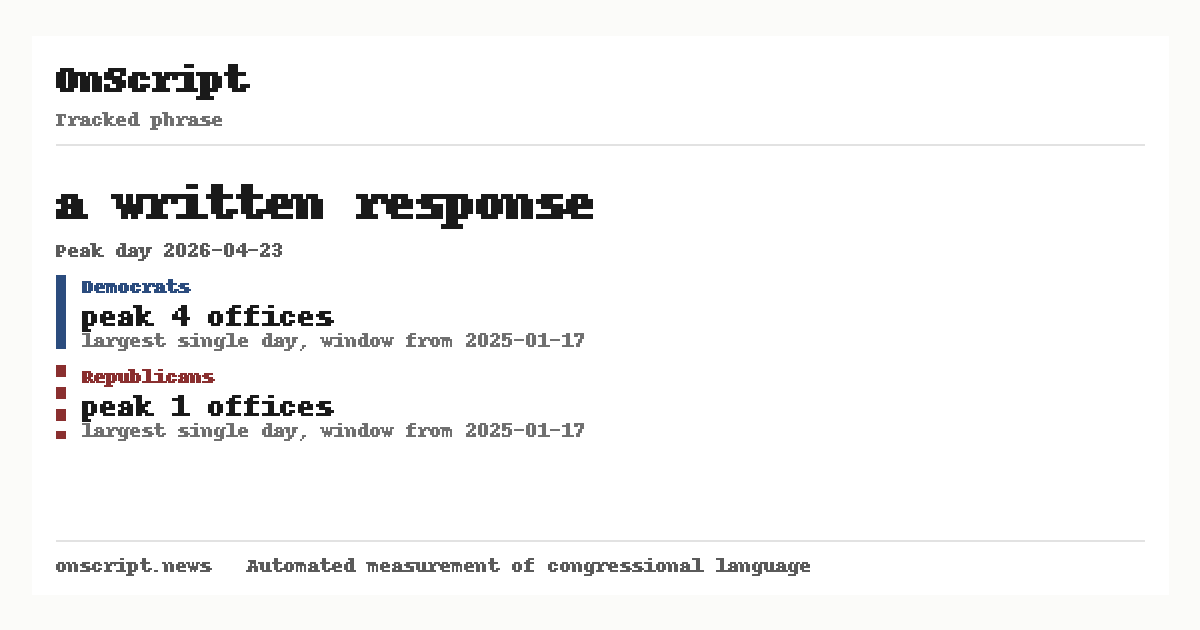 OnScript
Tracked phrase
a written response
Peak day 2026-04-23
Democrats
peak 4 offices
largest single day, window from 2025-01-17
Republicans
peak 1 offices
largest single day, window from 2025-01-17
onscript.news Automated measurement of congressional language